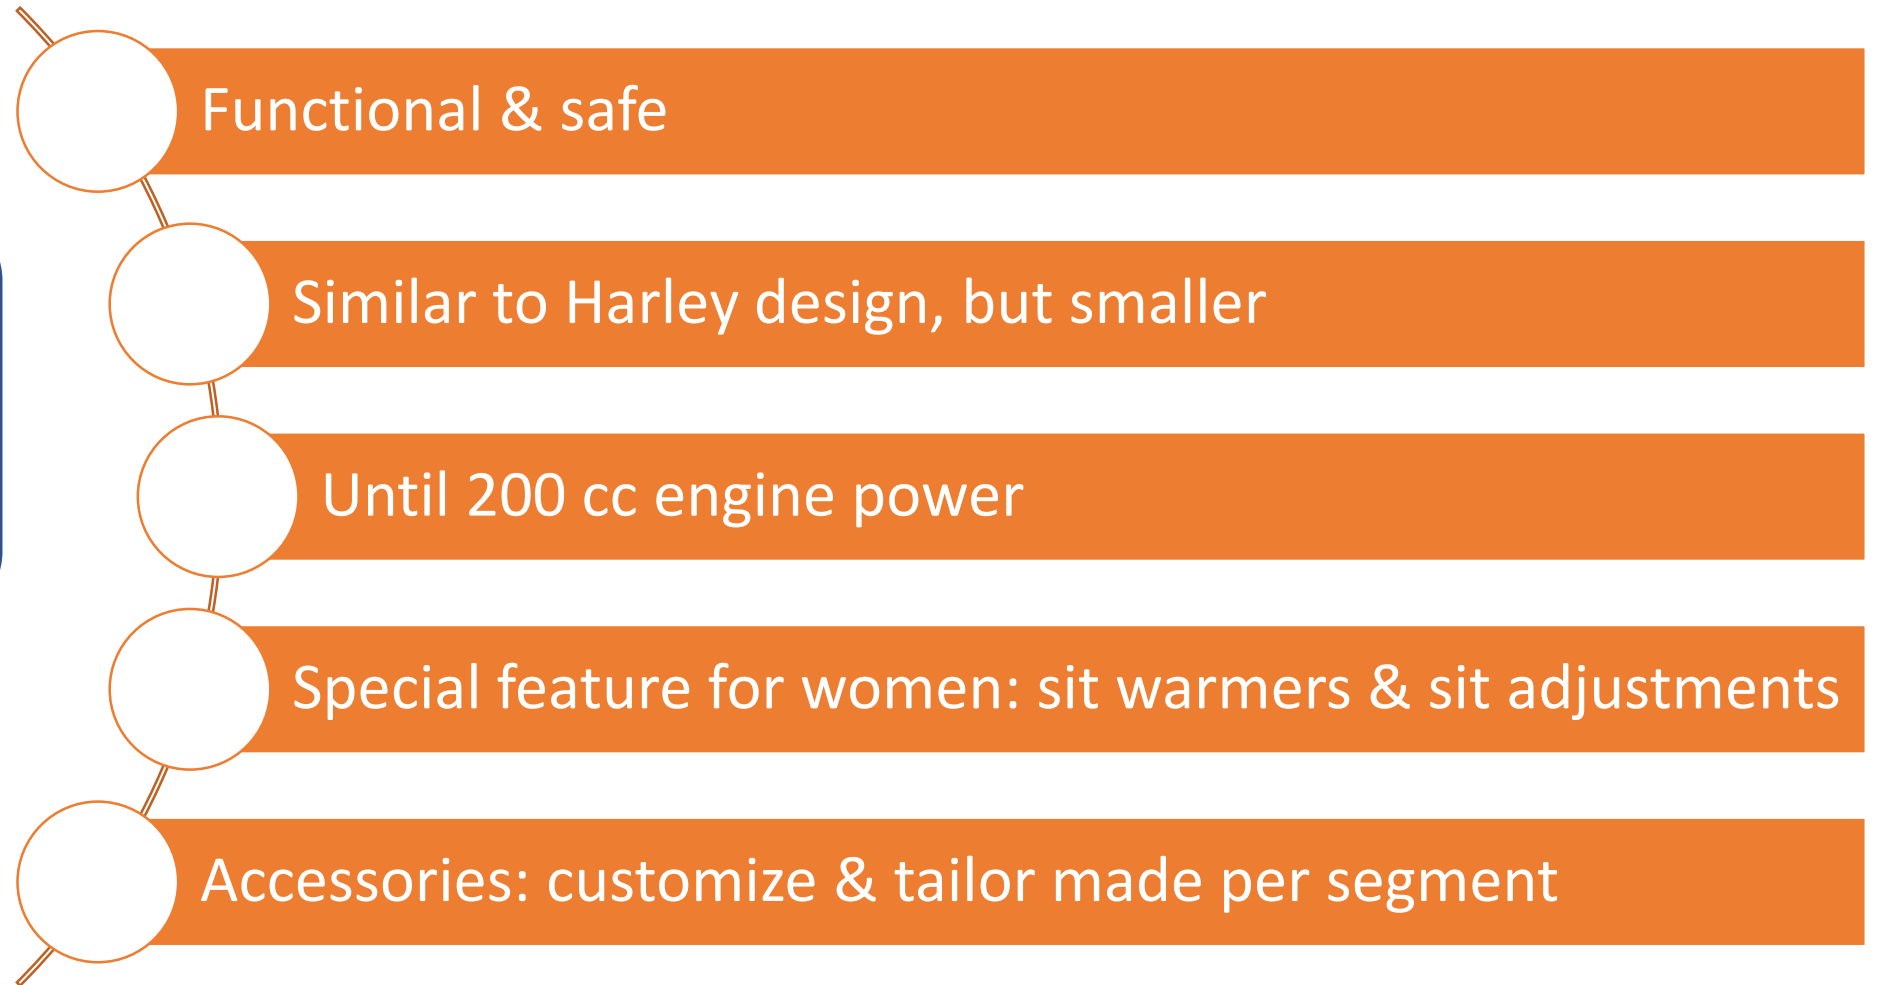 Functional & safe
Similar to Harley design, but smaller
Until 200 cc engine power
Special feature for women: sit warmers & sit adjustments
Accessories: customize & tailor made per segment